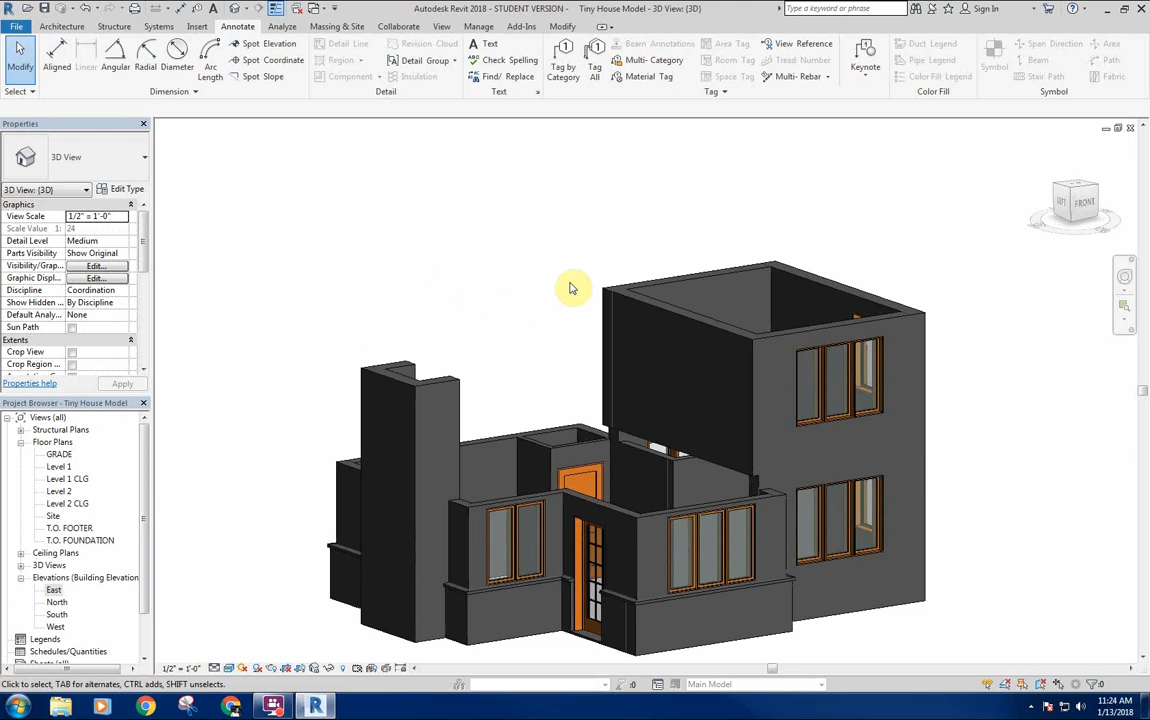 Autodesk Revit 2018 - STUDENT VERSION - Tiny House Model - 3D View: {3D}
Type a keyword or phrase
Sign In
File Architecture Structure Systems Insert Annotate Analyze Massing & Site Collaborate View Manage Add-Ins Modify
Modify
Aligned Linear Angular Radial Diameter Arc Length
Spot Elevation
Spot Coordinate
Spot Slope
Detail Line
Region
Component
Revision Cloud
Detail Group
Insulation
Text
Check Spelling
Find/ Replace
Tag by Category
Tag All
Beam Annotations
Multi- Category
Material Tag
Area Tag
Room Tag
Space Tag
View Reference
Tread Number
Multi- Rebar
Keynote
Duct Legend
Pipe Legend
Color Fill Legend
Symbol
Span Direction
Beam
Stair Path
Area
Path
Fabric
Select Dimension Detail Text Tag Color Fill Symbol
Properties
3D View
3D View: {3D} Edit Type
Graphics
View Scale 1/2" = 1'-0"
Scale Value 1: 24
Detail Level Medium
Parts Visibility Show Original
Visibility/Grap... Edit...
Graphic Displ... Edit...
Discipline Coordination
Show Hidden By Discipline
Default Analy... None
Sun Path
Extents
Crop View
Crop Region
Properties help Apply
Project Browser - Tiny House Model
Views (all)
Structural Plans
Floor Plans
GRADE
Level 1
Level 1 CLG
Level 2
Level 2 CLG
Site
T.O. FOOTER
T.O. FOUNDATION
Ceiling Plans
3D Views
Elevations (Building Elevation
East
North
South
West
Legends
Schedules/Quantities
LEFT FRONT
1/2" = 1'-0"
Click to select, TAB for alternates, CTRL adds, SHIFT unselects.
:0
Main Model
:0
11:24 AM
1/13/2018